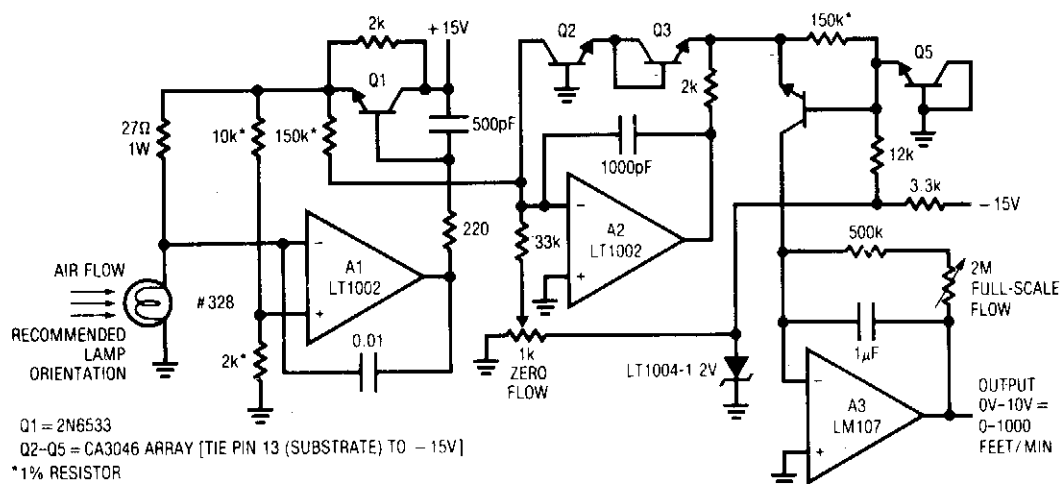 2k
+15V
Q1
Q2
Q3
150k*
Q5
27Ω
1W
10k*
150k*
500pF
2k
1000pF
12k
3.3k
-15V
220
33k
A1
LT1002
A2
LT1002
500k
2M
FULL-SCALE
FLOW
AIR FLOW
#328
RECOMMENDED
LAMP
ORIENTATION
2k*
0.01
1k
ZERO
FLOW
LT1004-1 2V
1µF
A3
LM107
OUTPUT
0V-10V =
0-1000
FEET/MIN
Q1 = 2N6533
Q2-Q5 = CA3046 ARRAY [TIE PIN 13 (SUBSTRATE) TO -15V]
*1% RESISTOR